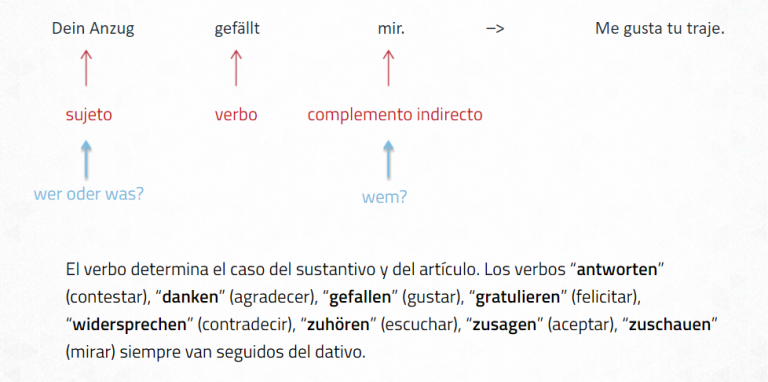 Dein Anzug gefällt mir. –> Me gusta tu traje.
sujeto verbo complemento indirecto
wer oder was? wem?
El verbo determina el caso del sustantivo y del artículo. Los verbos “antworten”
(contestar), “danken” (agradecer), “gefallen” (gustar), “gratulieren” (felicitar),
“widersprechen” (contradecir), “zuhören” (escuchar), “zusagen” (aceptar), “zuschauen”
(mirar) siempre van seguidos del dativo.